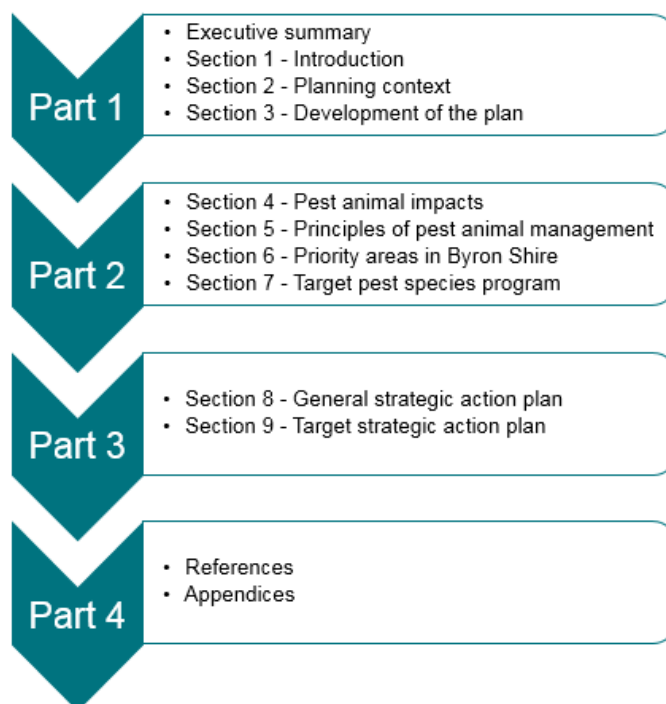 Part 1
• Executive summary
• Section 1 - Introduction
• Section 2 - Planning context
• Section 3 - Development of the plan
Part 2
• Section 4 - Pest animal impacts
• Section 5 - Principles of pest animal management
• Section 6 - Priority areas in Byron Shire
• Section 7 - Target pest species program
Part 3
• Section 8 - General strategic action plan
• Section 9 - Target strategic action plan
Part 4
• References
• Appendices